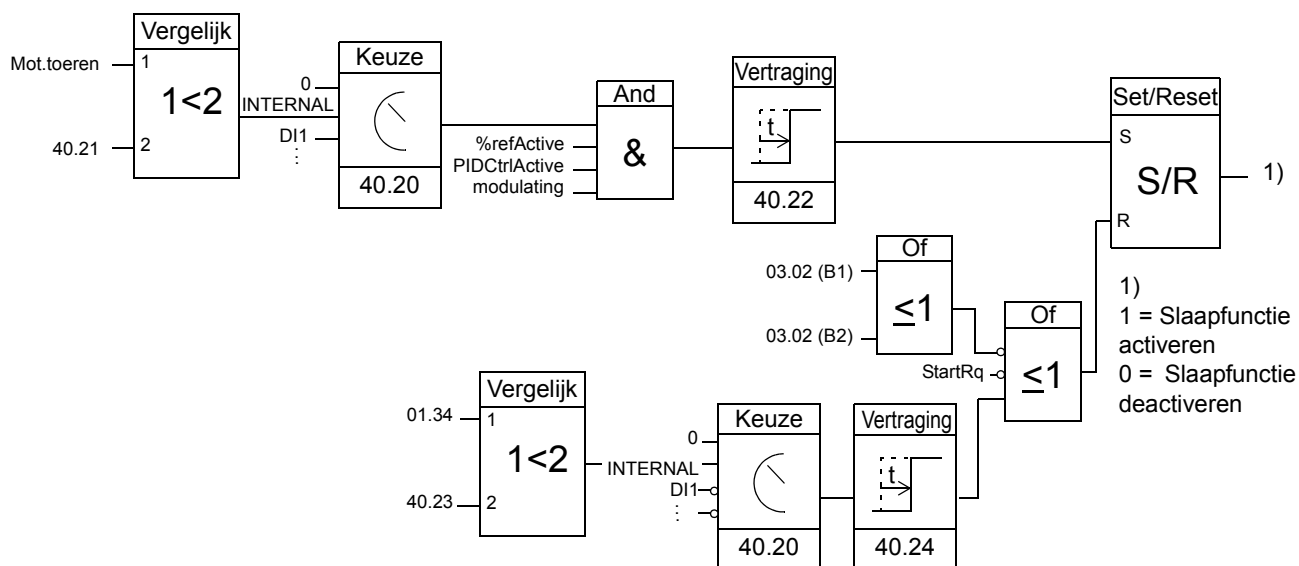 Vergelijk
Mot.toeren
1
1<2
40.21
2
INTERNAL
Keuze
0
DI1
⋮
40.20
And
%refActive
PIDCtrlActive
modulating
&
Vertraging
t
40.22
Set/Reset
S
S/R
R
1)
Of
03.02 (B1)
≤1
03.02 (B2)
Of
StartRq
≤1
1)
1 = Slaapfunctie
activeren
0 = Slaapfunctie
deactiveren
Vergelijk
01.34
1
1<2
40.23
2
Keuze
0
INTERNAL
DI1
⋮
40.20
Vertraging
t
40.24